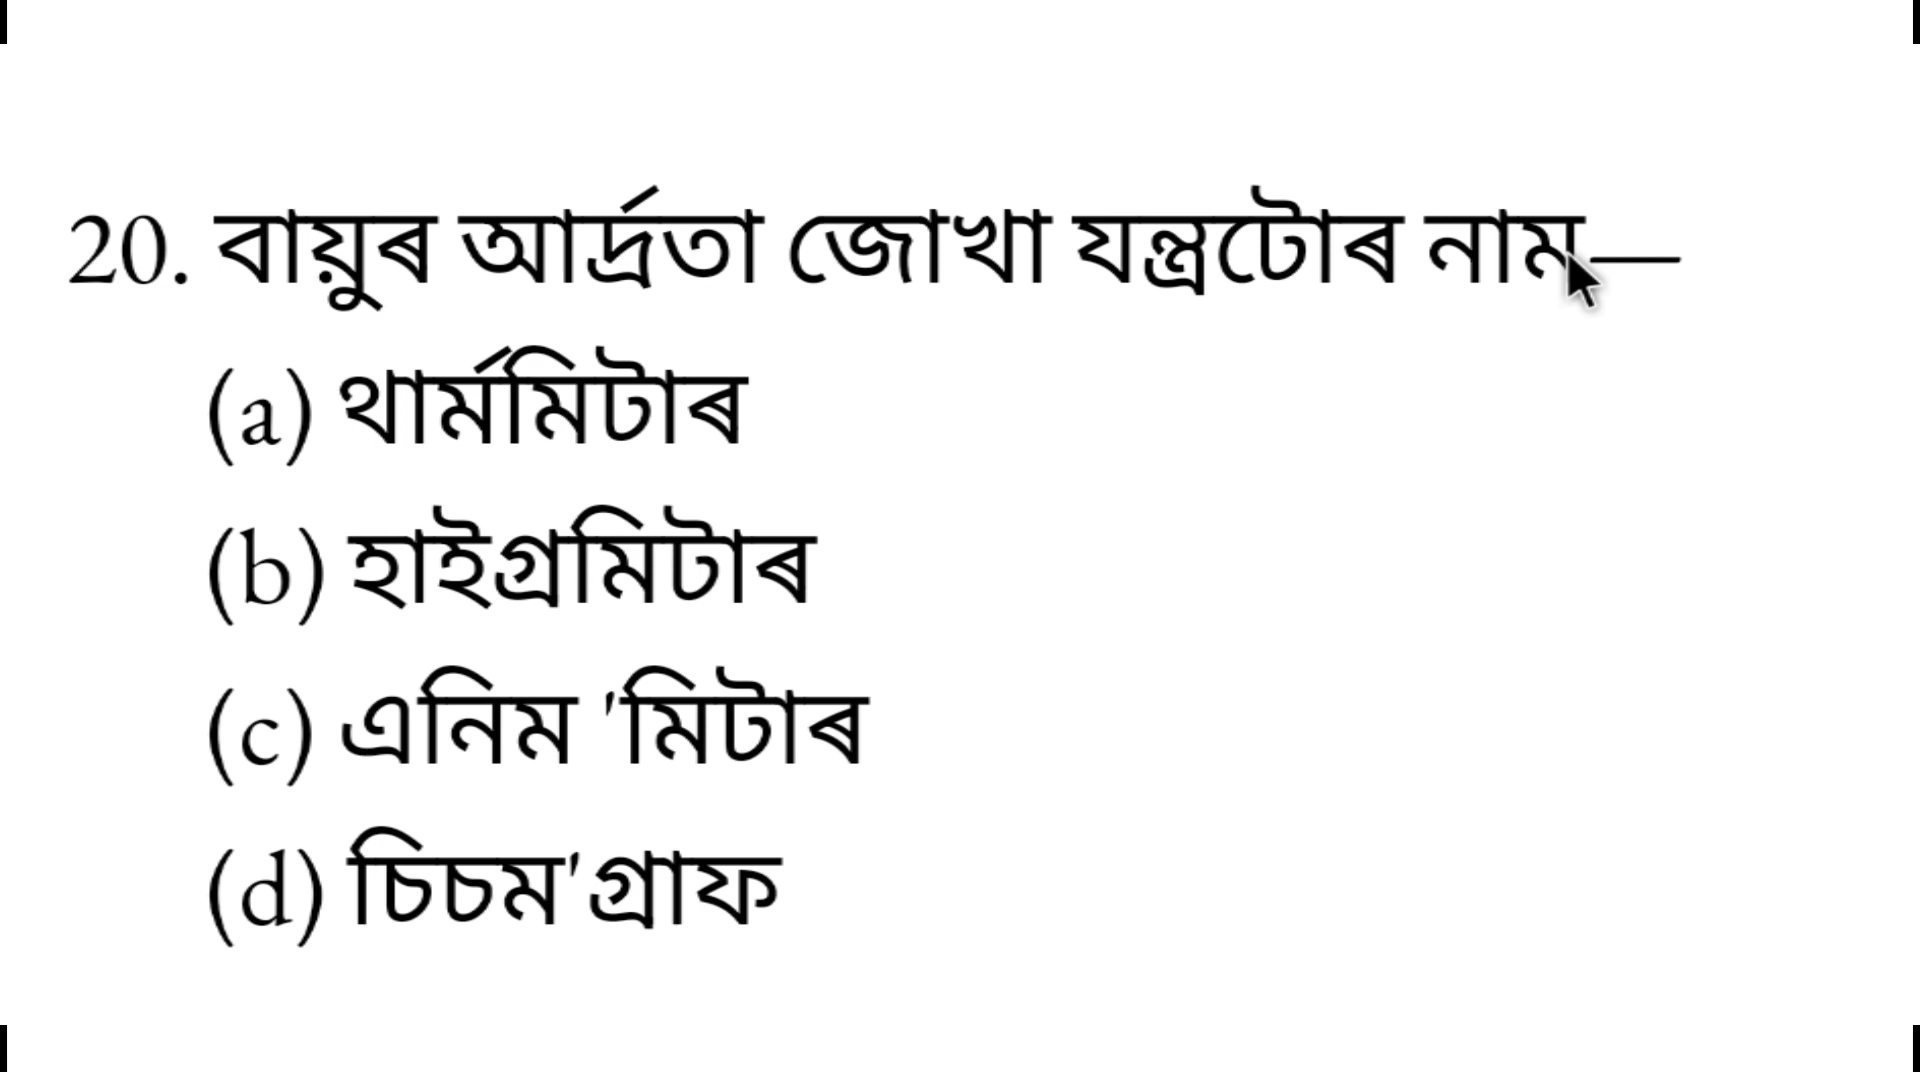 20. বায়ুৰ আৰ্দ্ৰতা জোখা যন্ত্ৰটোৰ নাম—
(a) থাৰ্মমিটাৰ
(b) হাইগ্ৰমিটাৰ
(c) এনিম 'মিটাৰ
(d) চিচম'গ্ৰাফ